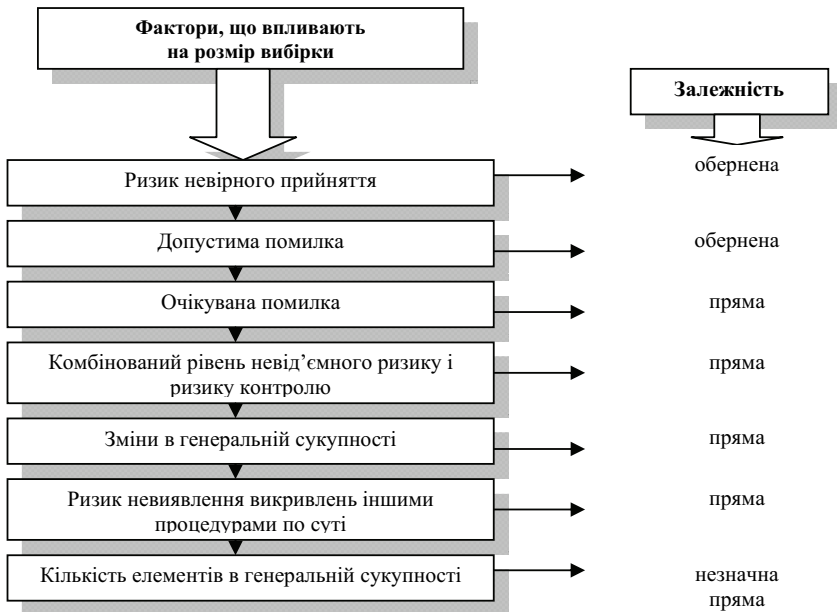 Фактори, що впливають
на розмір вибірки
Залежність
Ризик невірного прийняття
обернена
Допустима помилка
обернена
Очікувана помилка
пряма
Комбінований рівень невід’ємного ризику і
ризику контролю
пряма
Зміни в генеральній сукупності
пряма
Ризик невиявлення викривлень іншими
процедурами по суті
пряма
Кількість елементів в генеральній сукупності
незначна
пряма